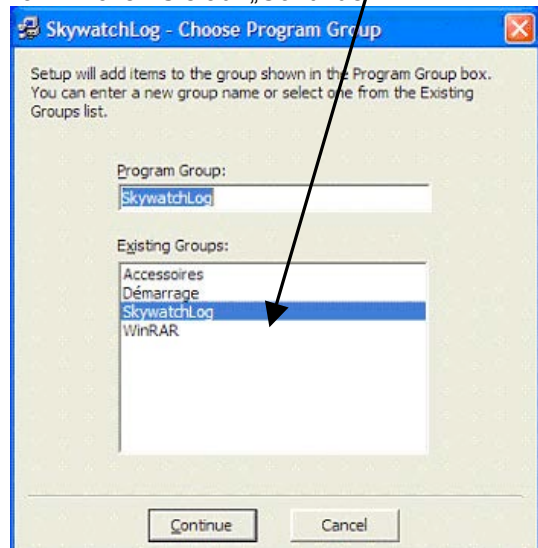 SkywatchLog - Choose Program Group
Setup will add items to the group shown in the Program Group box.
You can enter a new group name or select one from the Existing
Groups list.
Program Group:
SkywatchLog
Existing Groups:
Accessoires
Démarrage
SkywatchLog
WinRAR
Continue
Cancel